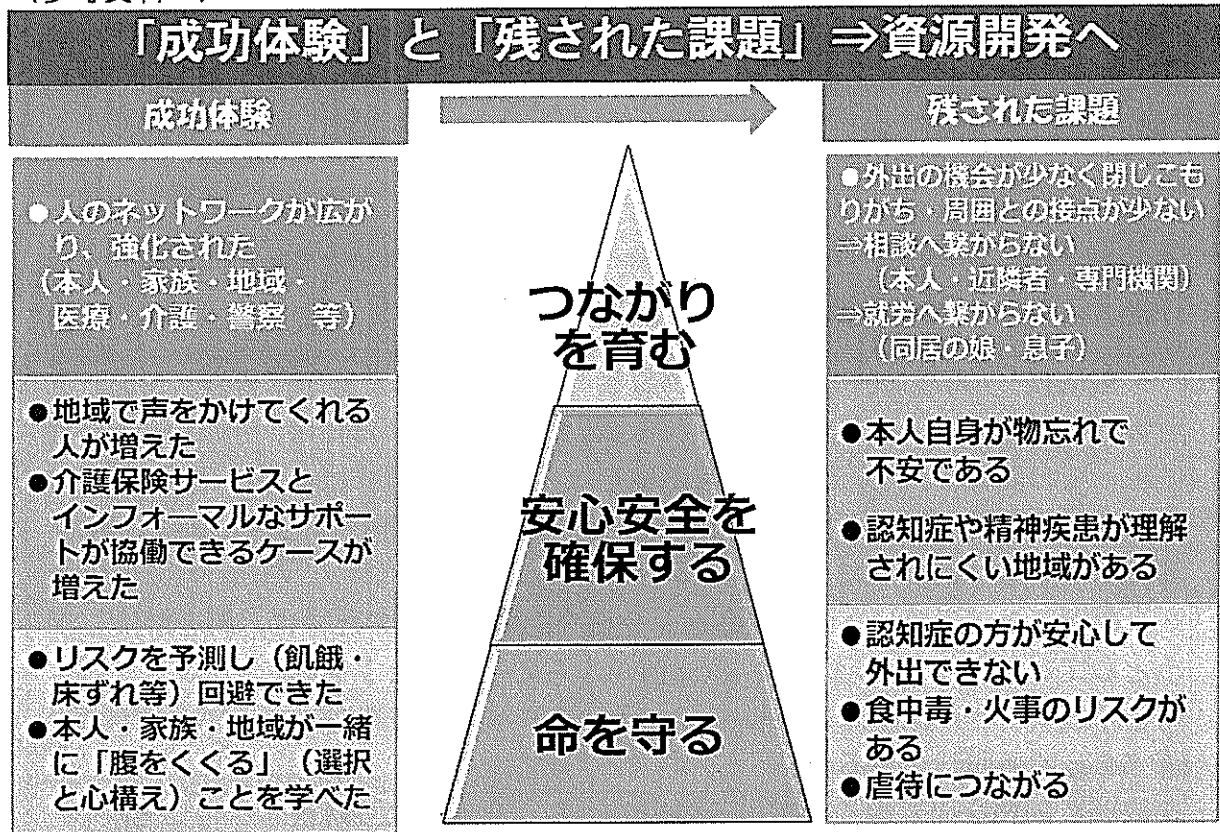 「成功体験」と「残された課題」⇒資源開発へ
成功体験
残された課題
●人のネットワークが広が
り、強化された
（本人・家族・地域・
医療・介護・警察　等）
●地域で声をかけてくれる
人が増えた
●介護保険サービスと
インフォーマルなサポー
トが協働できるケースが
増えた
●リスクを予測し（飢餓・
床ずれ等）回避できた
●本人・家族・地域が一緒
に「腹をくくる」（選択
と心構え）ことを学べた
つながり
を育む
安心安全を
確保する
命を守る
●外出の機会が少なく閉じこも
りがち・周囲との接点が少ない
⇒相談へ繋がらない
（本人・近隣者・専門機関）
⇒就労へ繋がらない
（同居の娘・息子）
●本人自身が物忘れで
不安である
●認知症や精神疾患が理解
されにくい地域がある
●認知症の方が安心して
外出できない
●食中毒・火事のリスクが
ある
●虐待につながる